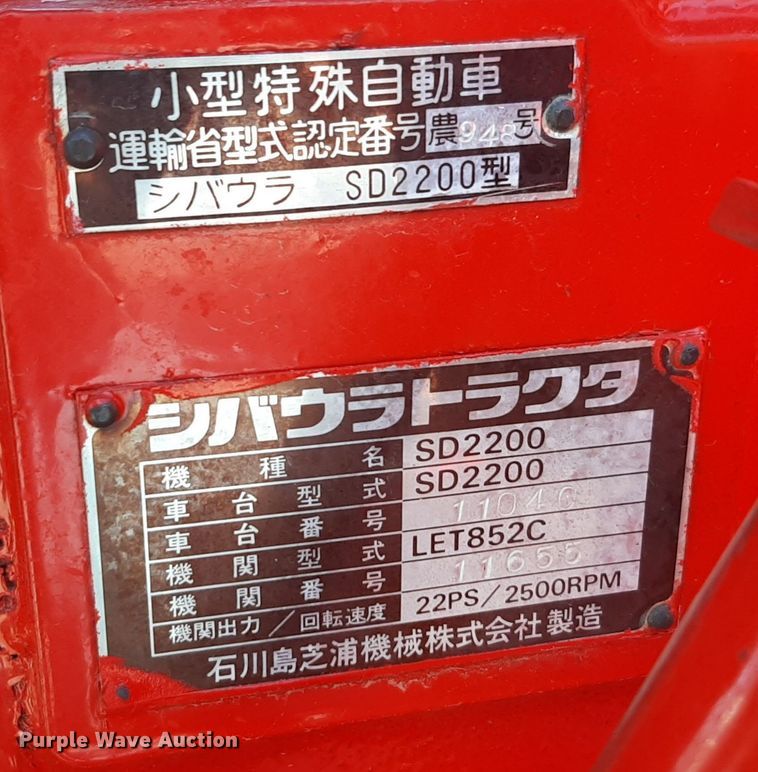 小型特殊自動車
運輸省型式認定番号 農948号
シバウラ SD2200型
シバウラトラクタ
機種名 SD2200
車台型式 SD2200
車台番号 11040
機関型式 LET852C
機関番号 11655
機関出力/回転速度 22PS/2500RPM
石川島芝浦機械株式会社製造
Purple Wave Auction